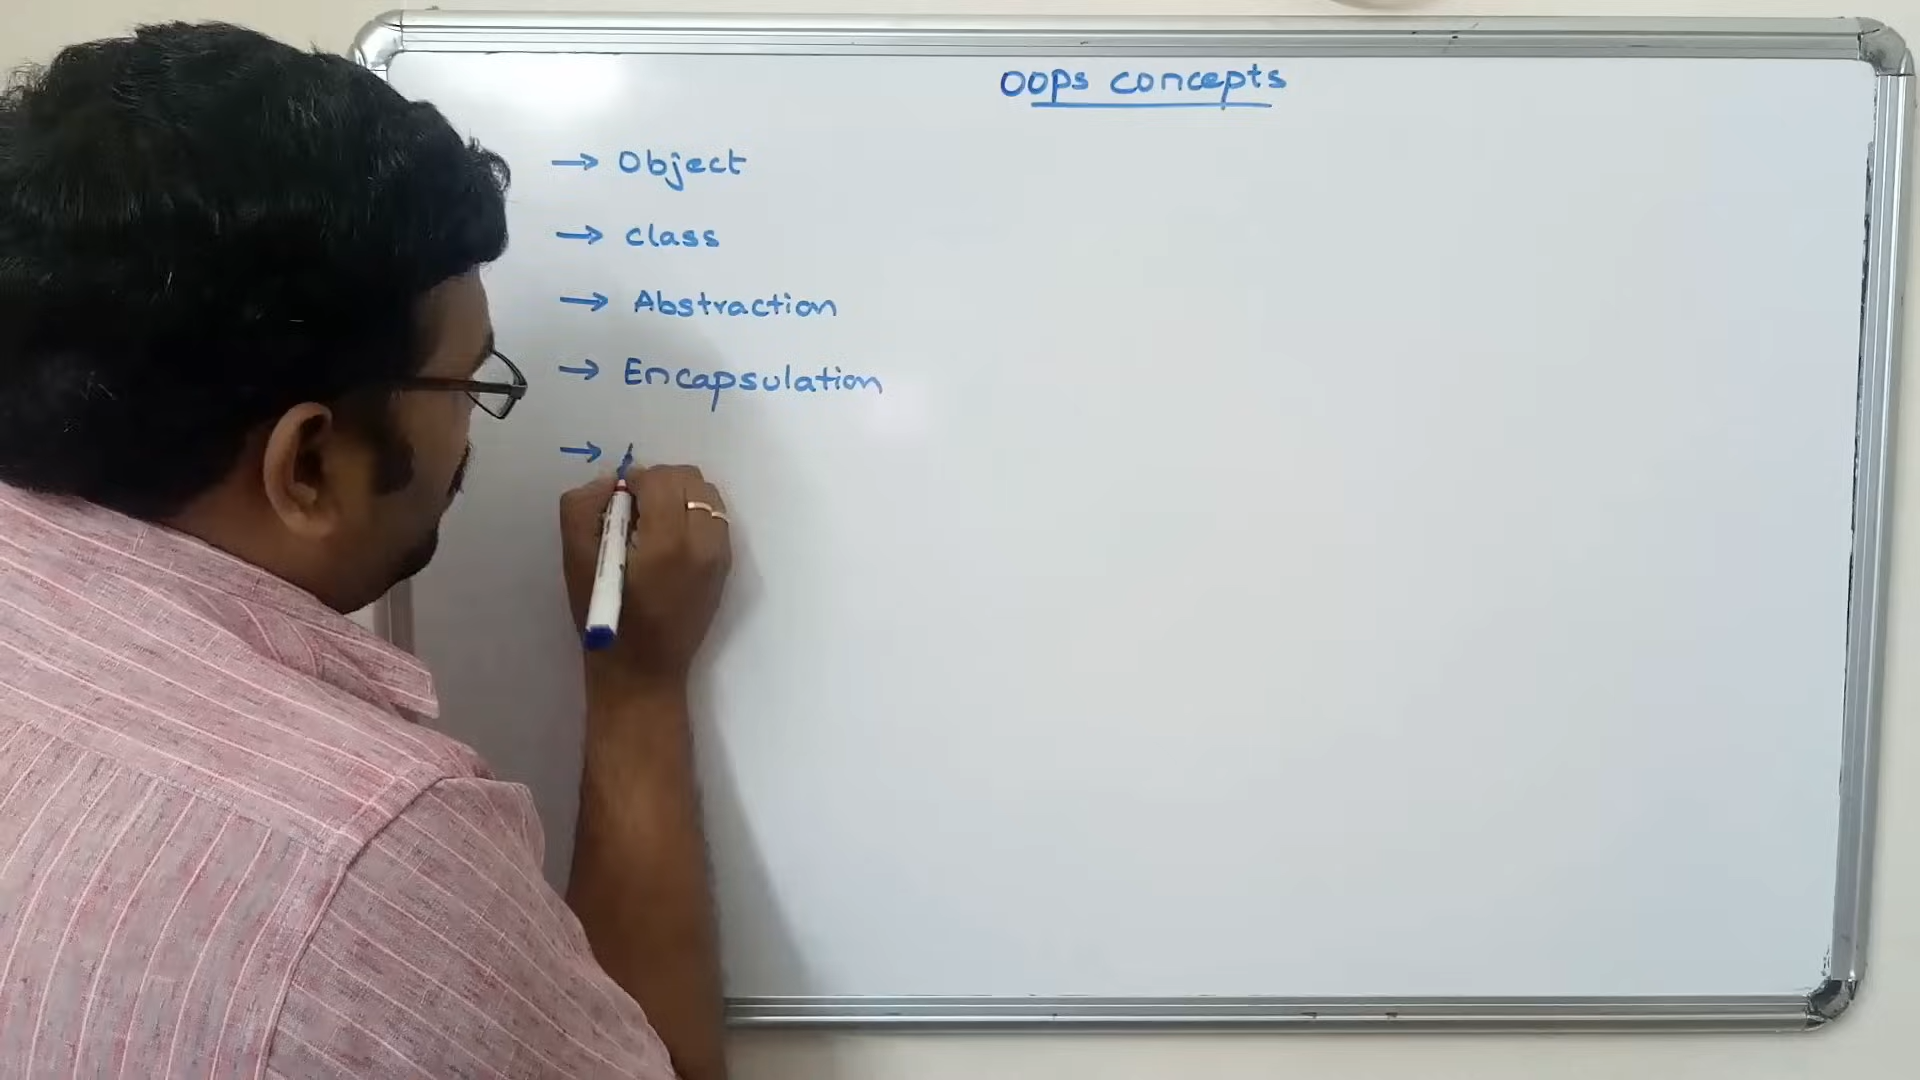 Oops concepts
→ Object
→ class
→ Abstraction
→ Encapsulation
→